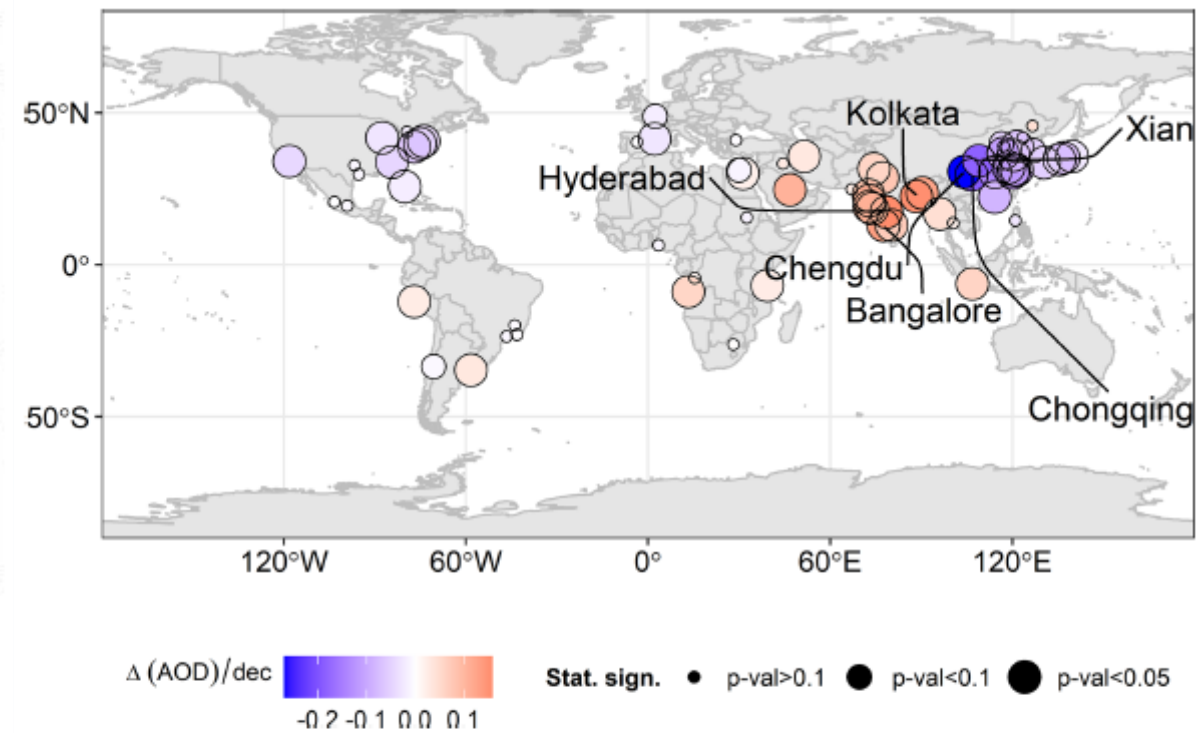 50°N
Kolkata
Xian
Hyderabad
0°
Chengdu
Bangalore
50°S
Chongqing
120°W 60°W 0° 60°E 120°E
Δ (AOD)/dec
-0.2 -0.1 0.0 0.1
Stat. sign. p-val>0.1 p-val<0.1 p-val<0.05